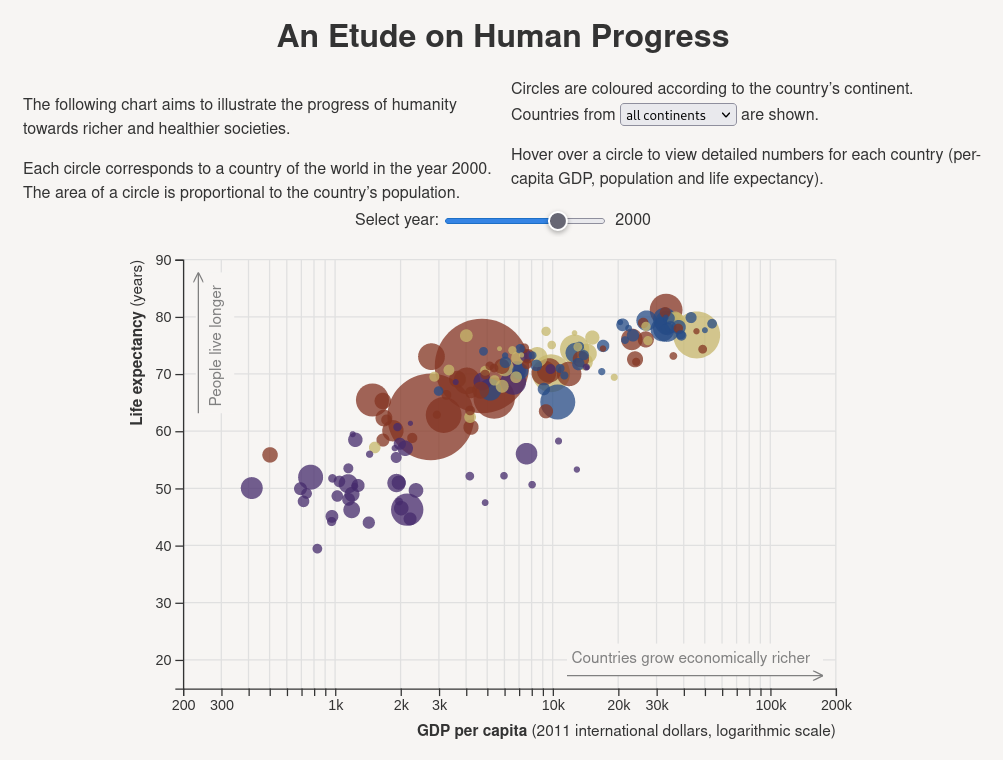 An Etude on Human Progress
The following chart aims to illustrate the progress of humanity
towards richer and healthier societies.
Each circle corresponds to a country of the world in the year 2000.
The area of a circle is proportional to the country's population.
Circles are coloured according to the country's continent.
Countries from all continents are shown.
Hover over a circle to view detailed numbers for each country (per-
capita GDP, population and life expectancy).
Select year: 2000
Life expectancy (years)
People live longer
90
80
70
60
50
40
30
20
Countries grow economically richer
200 300 1k 2k 3k 10k 20k 30k 100k 200k
GDP per capita (2011 international dollars, logarithmic scale)